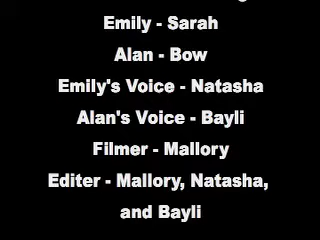 Emily - Sarah
Alan - Bow
Emily's Voice - Natasha
Alan's Voice - Bayli
Filmer - Mallory
Editer - Mallory, Natasha,
and Bayli